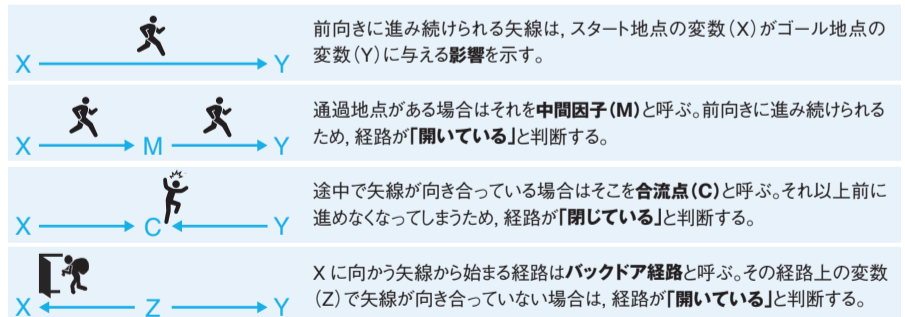 前向きに進み続けられる矢線は, スタート地点の変数(X)がゴール地点の
変数(Y)に与える影響を示す。
X Y
通過地点がある場合はそれを中間因子(M)と呼ぶ。前向きに進み続けられる
ため, 経路が「開いている」と判断する。
X M Y
途中で矢線が向き合っている場合はそこを合流点(C)と呼ぶ。それ以上前に
進めなくなってしまうため, 経路が「閉じている」と判断する。
X C Y
X に向かう矢線から始まる経路はバックドア経路と呼ぶ。その経路上の変数
(Z)で矢線が向き合っていない場合は, 経路が「開いている」と判断する。
X Z Y